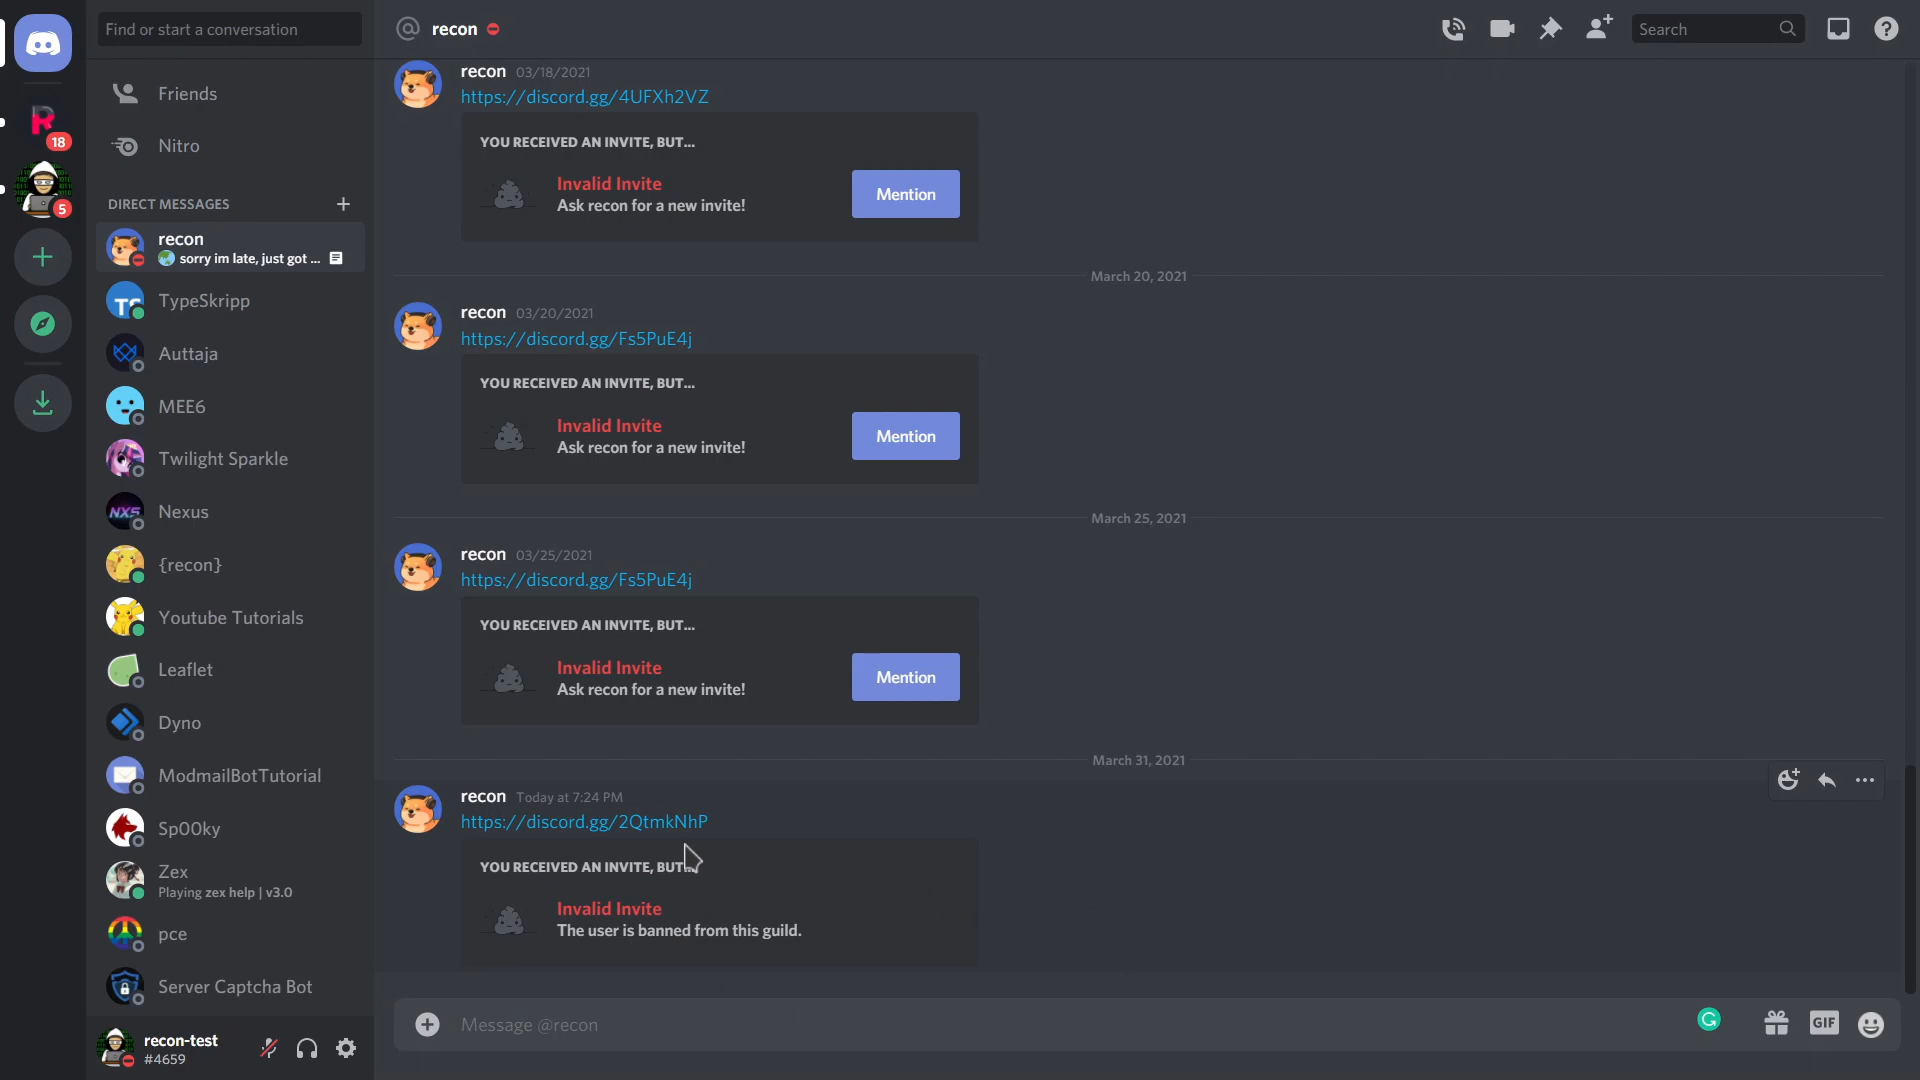 Find or start a conversation
@ recon
Search
R
18
5
Friends
Nitro
DIRECT MESSAGES
recon
sorry im late, just got ...
TS TypeSkripp
Auttaja
MEE6
Twilight Sparkle
NXS Nexus
{recon}
Youtube Tutorials
Leaflet
Dyno
ModmailBotTutorial
Sp00ky
Zex
Playing zex help | v3.0
pce
Server Captcha Bot
recon-test
#4659
recon 03/18/2021
https://discord.gg/4UFXh2VZ
YOU RECEIVED AN INVITE, BUT...
Invalid Invite
Ask recon for a new invite!
Mention
March 20, 2021
recon 03/20/2021
https://discord.gg/Fs5PuE4j
YOU RECEIVED AN INVITE, BUT...
Invalid Invite
Ask recon for a new invite!
Mention
March 25, 2021
recon 03/25/2021
https://discord.gg/Fs5PuE4j
YOU RECEIVED AN INVITE, BUT...
Invalid Invite
Ask recon for a new invite!
Mention
March 31, 2021
recon Today at 7:24 PM
https://discord.gg/2QtmkNhP
YOU RECEIVED AN INVITE, BUT...
Invalid Invite
The user is banned from this guild.
Message @recon
GIF